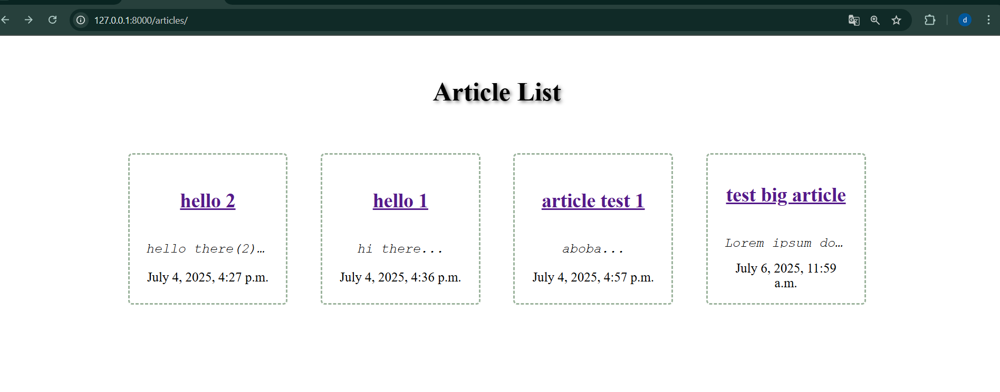 127.0.0.1:8000/articles/
d
Article List
hello 2
hello there(2)…
July 4, 2025, 4:27 p.m.
hello 1
hi there...
July 4, 2025, 4:36 p.m.
article test 1
aboba...
July 4, 2025, 4:57 p.m.
test big article
Lorem ipsum do…
July 6, 2025, 11:59
a.m.